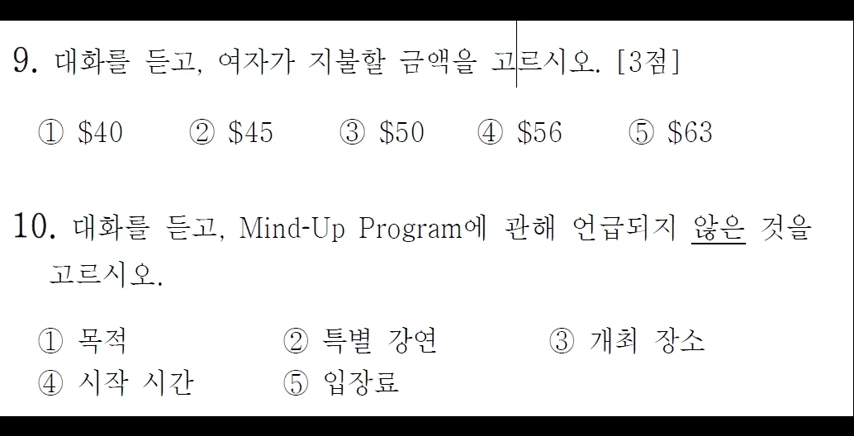 9. 대화를 듣고, 여자가 지불할 금액을 고르시오. [3점]
① $40 ② $45 ③ $50 ④ $56 ⑤ $63
10. 대화를 듣고, Mind-Up Program에 관해 언급되지 않은 것을
고르시오.
① 목적 ② 특별 강연 ③ 개최 장소
④ 시작 시간 ⑤ 입장료